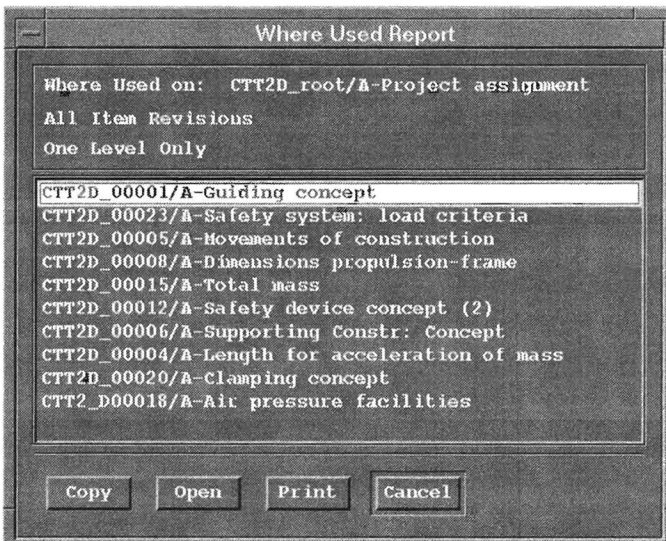 Where Used Report
Where Used on: CTT2D_root/A-Project assignment
All Item Revisions
One Level Only
CTT2D_00001/A-Guiding concept
CTT2D_00023/A-Safety system: load criteria
CTT2D_00005/A-Movements of construction
CTT2D_00008/A-Dimensions propulsion-frame
CTT2D_00015/A-Total mass
CTT2D_00012/A-Safety device concept (2)
CTT2D_00006/A-Supporting Constr: Concept
CTT2D_00004/A-Length for acceleration of mass
CTT2D_00020/A-Clamping concept
CTT2_D00018/A-Air pressure facilities
Copy Open Print Cancel